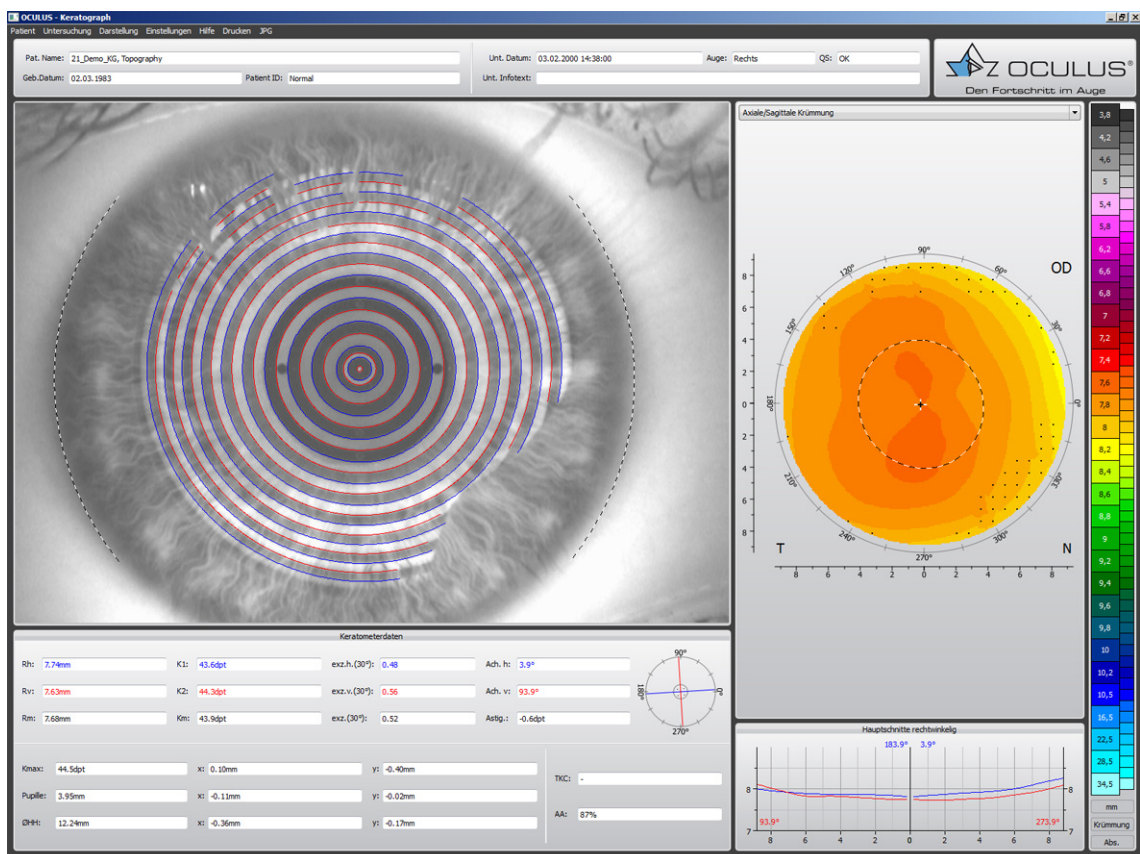 OCULUS - Keratograph
Patient Untersuchung Darstellung Einstellungen Hilfe Drucken JPG
Pat. Name: 21_Demo_KG, Topography Unt. Datum: 03.02.2000 14:38:00 Auge: Rechts QS: OK
Geb.Datum: 02.03.1983 Patient ID: Normal Unt. Infotext:
OCULUS®
Den Fortschritt im Auge
Axiale/Sagittale Krümmung
OD
90°
120° 60°
150° 30°
180° 0°
210° 330°
240° 300°
270°
8
6
4
2
0
2
4
6
8
T N
8 6 4 2 0 2 4 6 8
3,8
4,2
4,6
5
5,4
5,8
6,2
6,6
6,8
7
7,2
7,4
7,6
7,8
8
8,2
8,4
8,6
8,8
9
9,2
9,4
9,6
9,8
10
10,2
10,5
16,5
22,5
28,5
34,5
mm
Krümmung
Abs.
Keratometerdaten
Rh: 7.74mm K1: 43.6dpt exz.h.(30°): 0.48 Ach. h: 3.9°
Rv: 7.63mm K2: 44.3dpt exz.v.(30°): 0.56 Ach. v: 93.9°
Rm: 7.68mm Km: 43.9dpt exz.(30°): 0.52 Astig.: -0.6dpt
90°
180° 0°
270°
Kmax: 44.5dpt x: 0.10mm y: -0.40mm
Pupille: 3.95mm x: -0.11mm y: -0.02mm
ØHH: 12.24mm x: -0.36mm y: -0.17mm
TKC: -
AA: 87%
Hauptschnitte rechtwinkelig
183.9° 3.9°
8 8
93.9° 273.9°
7 7
8 6 4 2 0 2 4 6 8